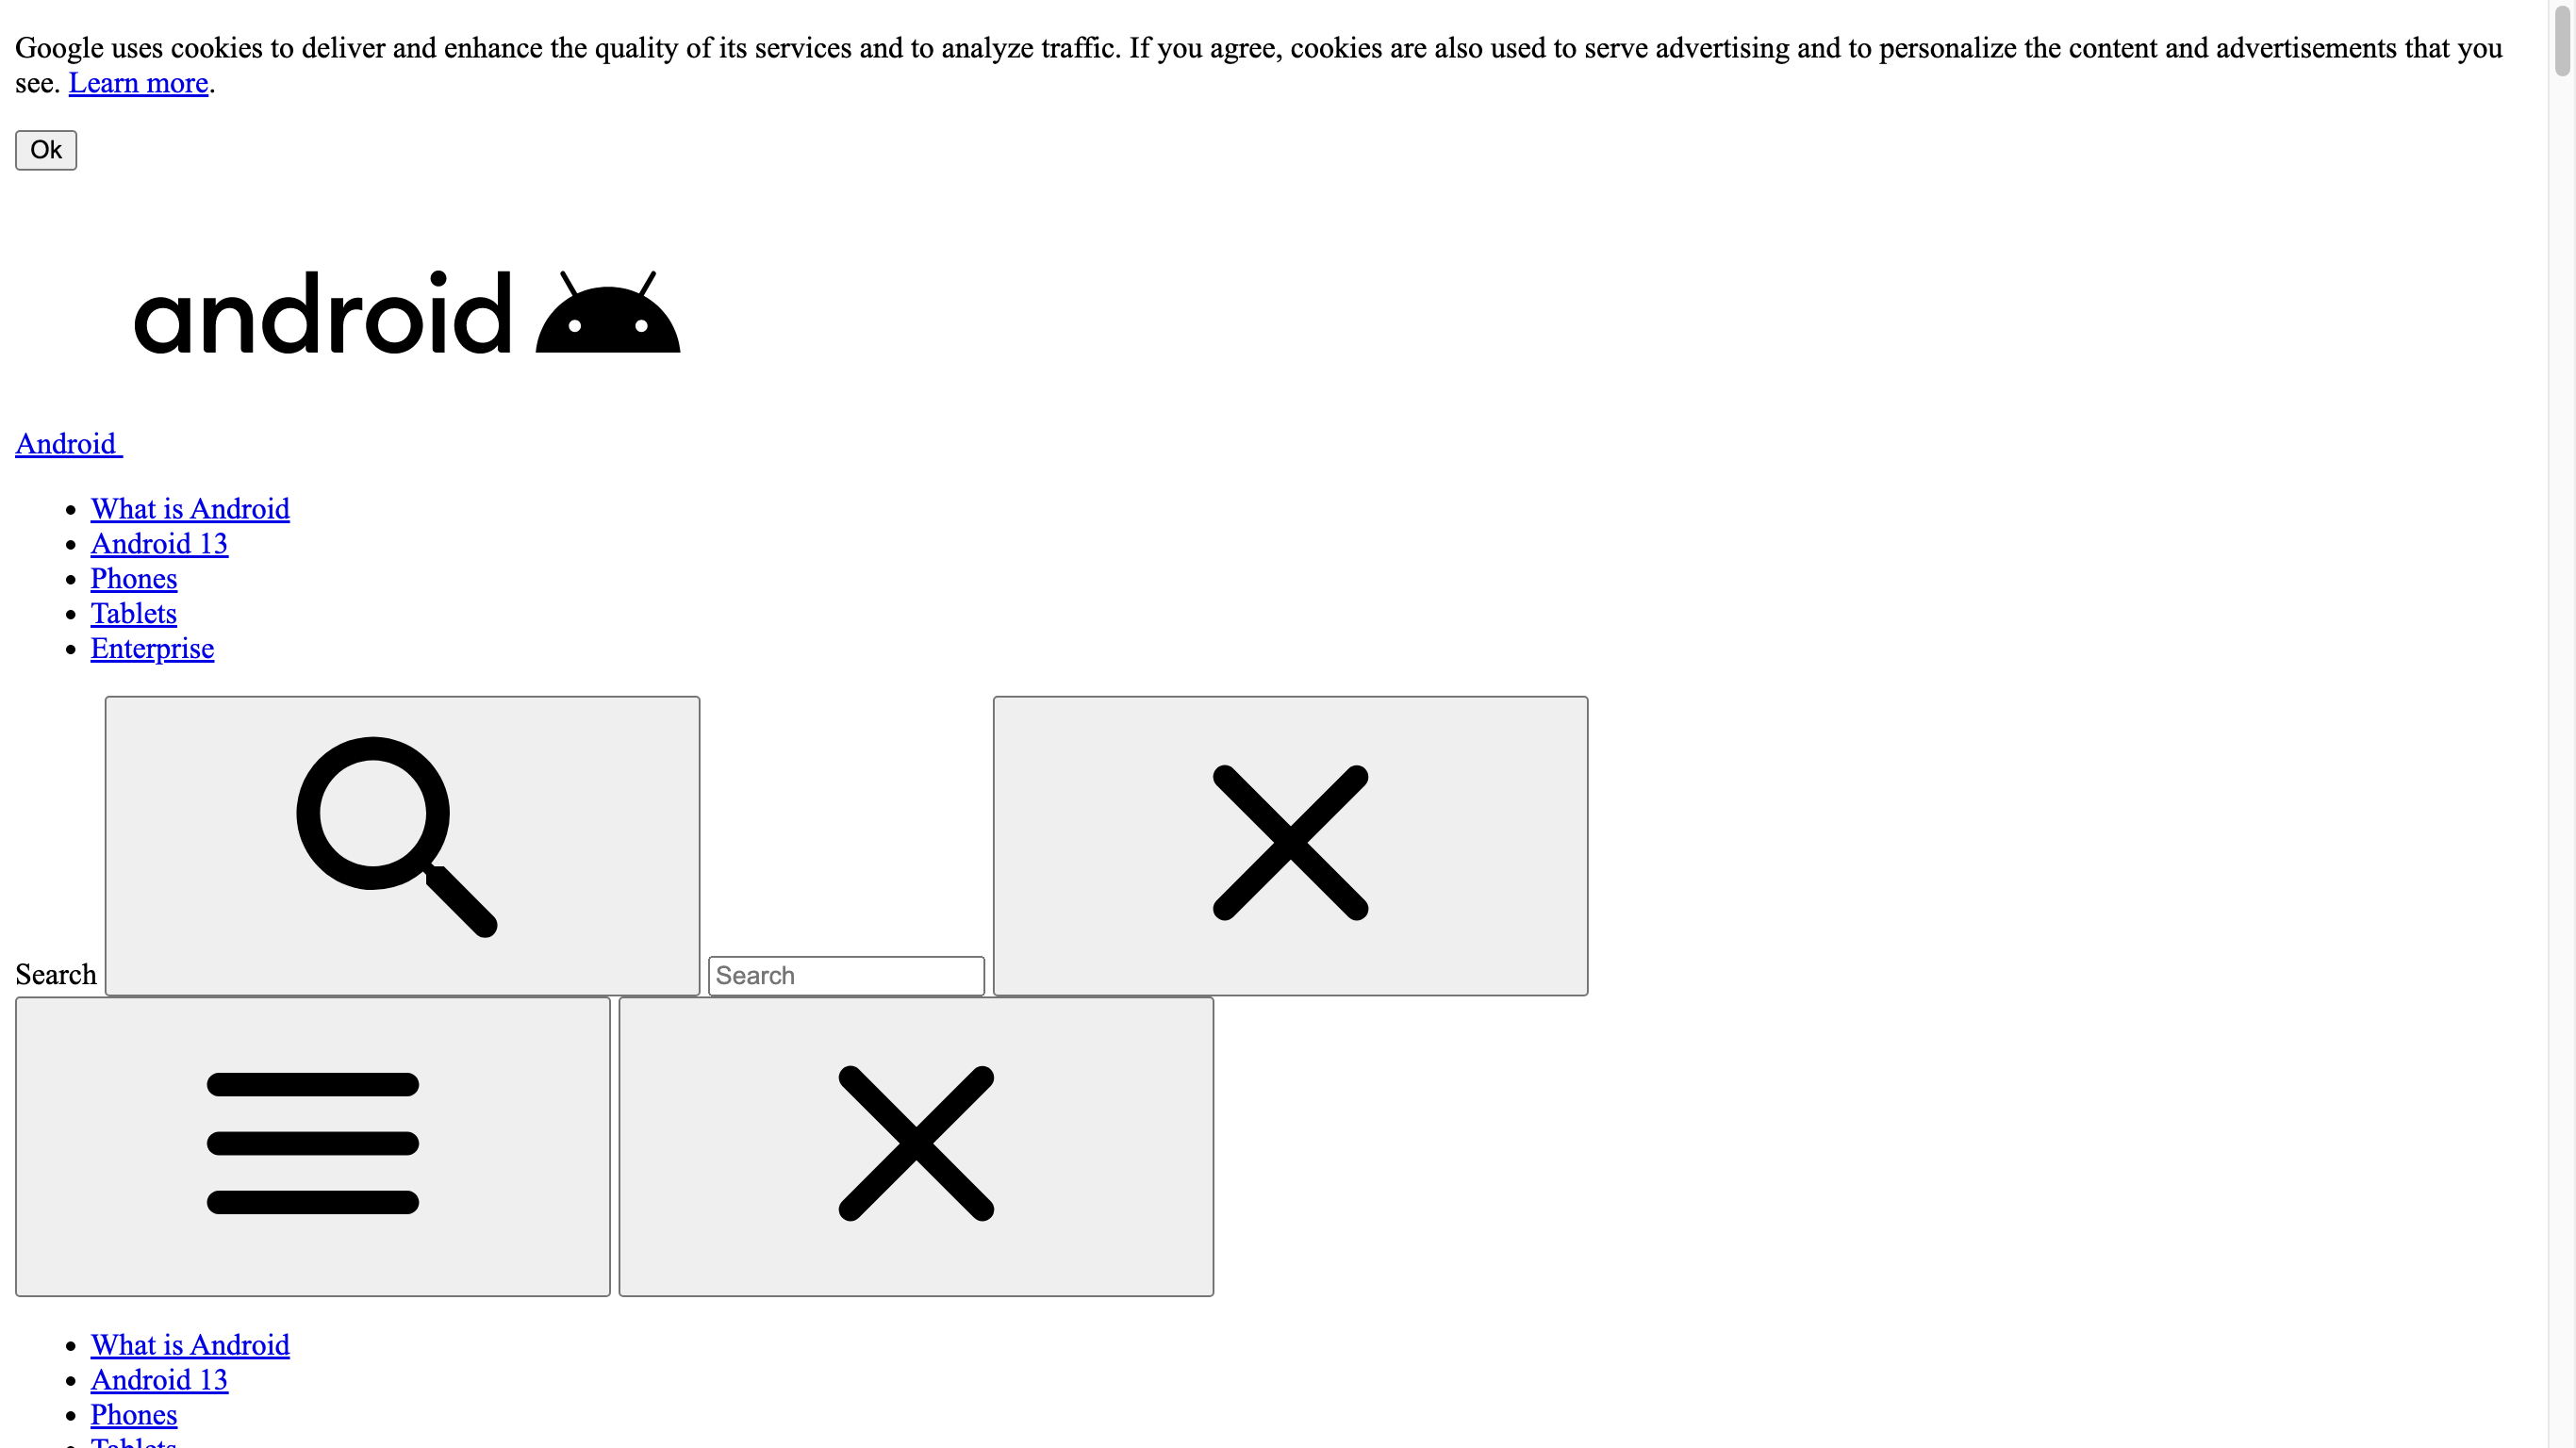 Google uses cookies to deliver and enhance the quality of its services and to analyze traffic. If you agree, cookies are also used to serve advertising and to personalize the content and advertisements that you
see. Learn more.
Ok
android
Android
What is Android
Android 13
Phones
Tablets
Enterprise
Search Search
What is Android
Android 13
Phones
Tablets